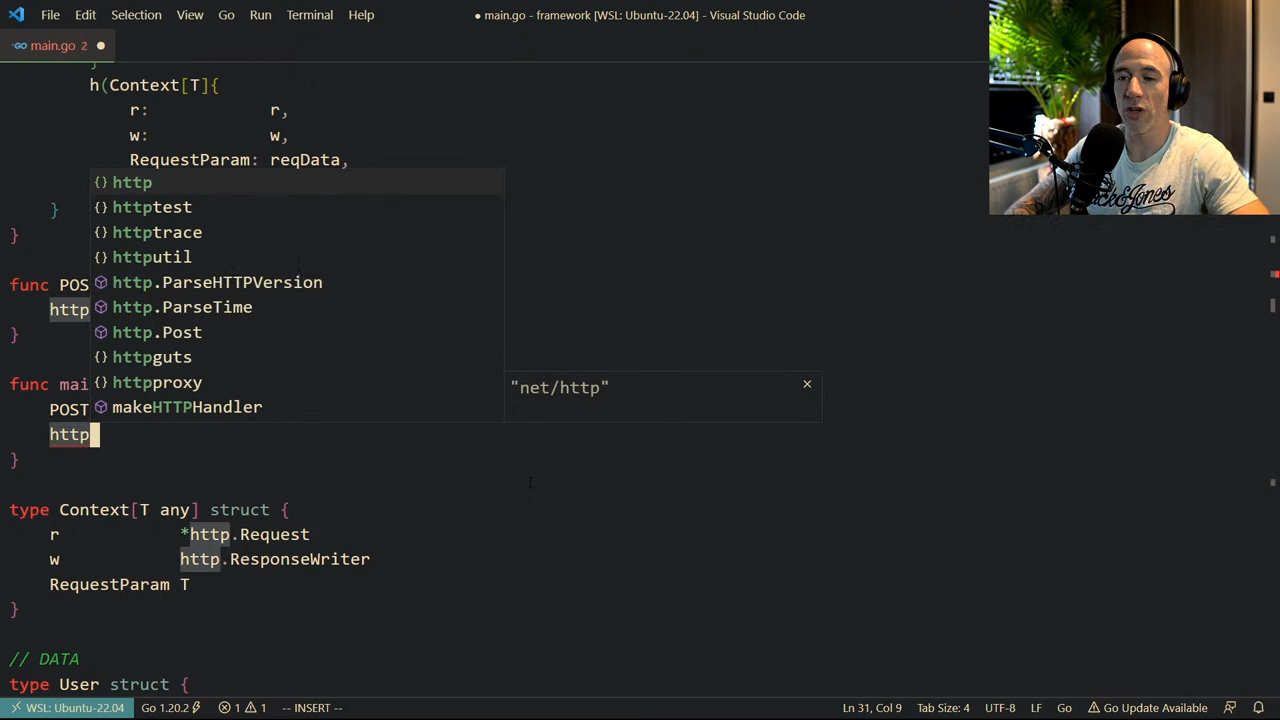 File Edit Selection View Go Run Terminal Help
● main.go - framework [WSL: Ubuntu-22.04] - Visual Studio Code
main.go 2 ●
}
h(Context[T]{
r: r,
w: w,
RequestParam: reqData,
{} http
{} httptest
{} httptrace
}
{} httputil
}
http.ParseHTTPVersion
func POS
http.ParseTime
http
http.Post
}
{} httpguts
{} httpproxy
func mai
"net/http" ×
makeHTTPHandler
POST
http
}
type Context[T any] struct {
r *http.Request
w http.ResponseWriter
RequestParam T
}
// DATA
type User struct {
WSL: Ubuntu-22.04 Go 1.20.2 1 1 -- INSERT -- Ln 31, Col 9 Tab Size: 4 UTF-8 LF Go Go Update Available